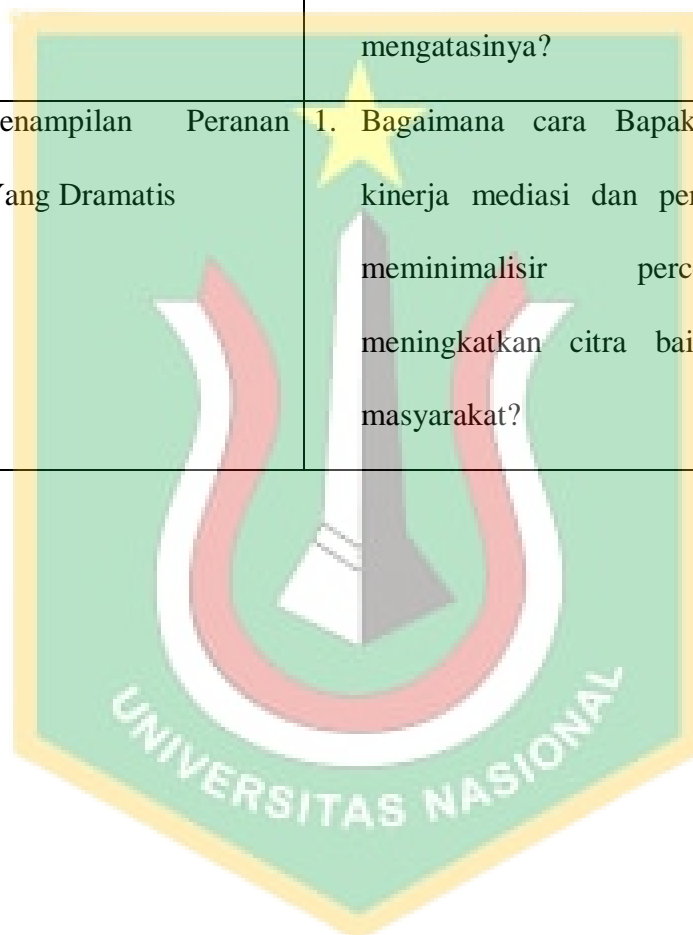 mengatasinya?
enampilan Peranan
Yang Dramatis
1. Bagaimana cara Bapak
kinerja mediasi dan per
meminimalisir perc
meningkatkan citra bai
masyarakat?
UNIVERSITAS NASIONAL